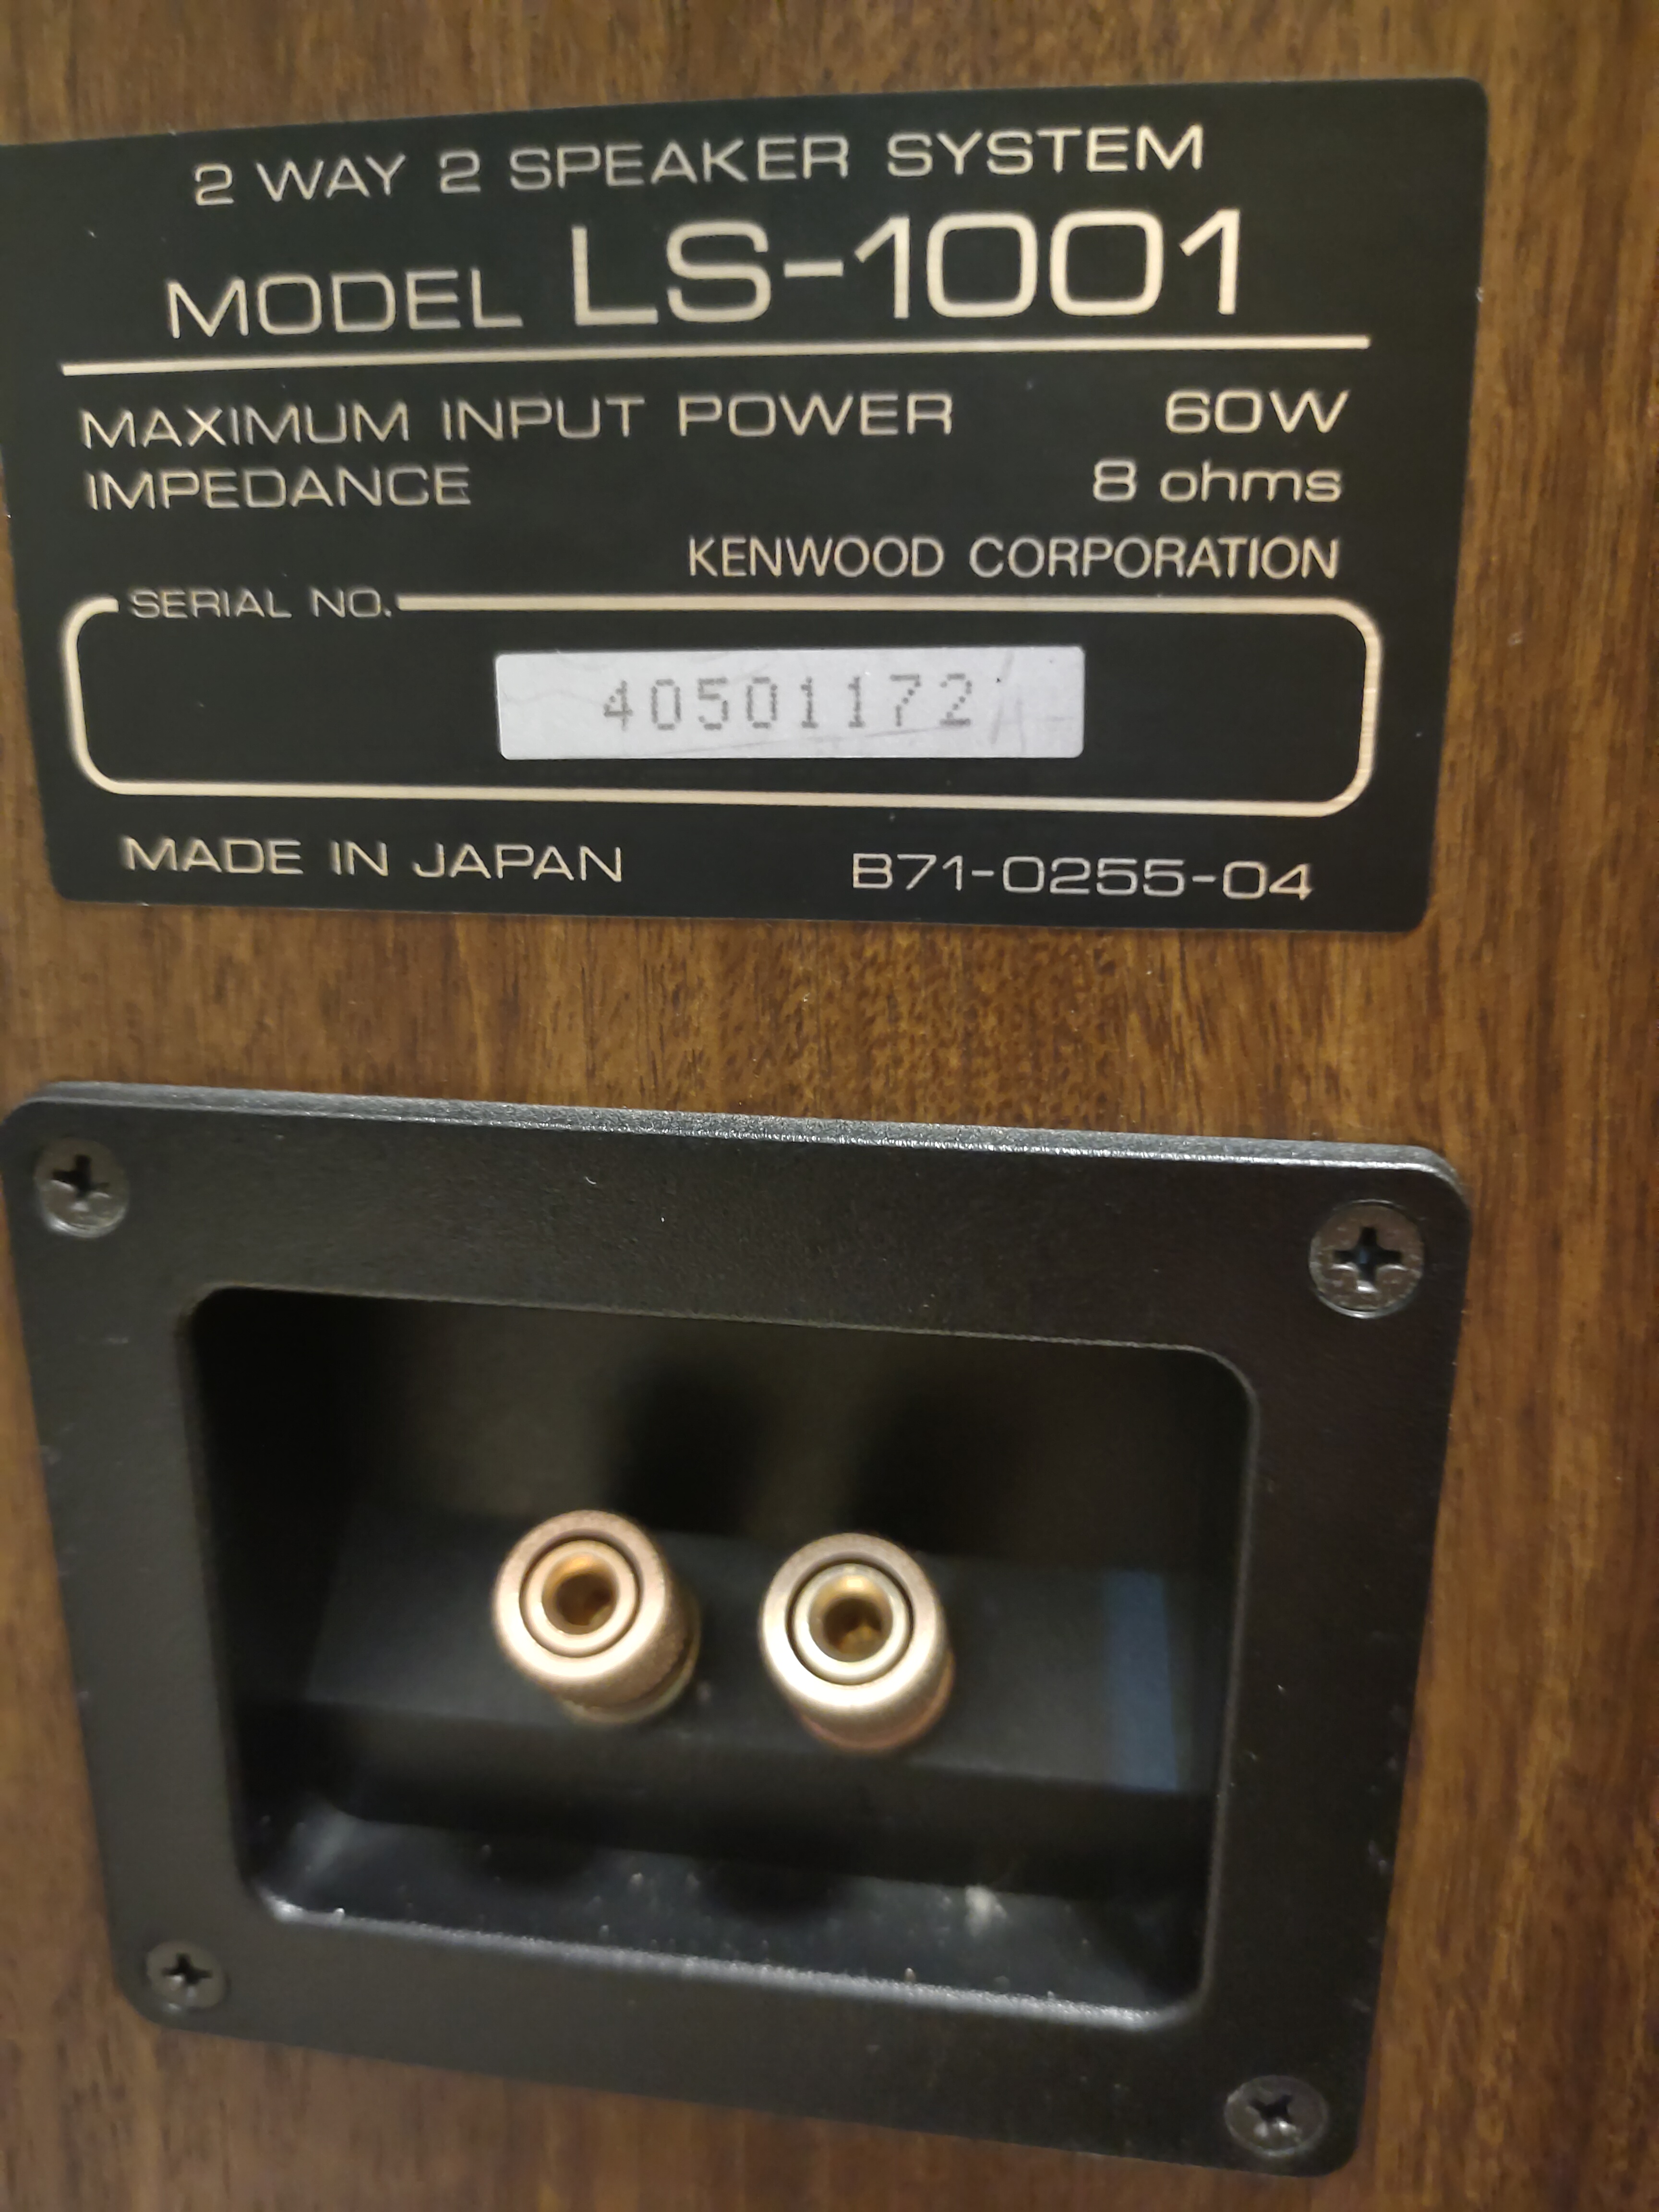 2 WAY 2 SPEAKER SYSTEM
MODEL LS-1001
MAXIMUM INPUT POWER 60W
IMPEDANCE 8 ohms
KENWOOD CORPORATION
SERIAL NO.
40501172
MADE IN JAPAN B71-0255-04